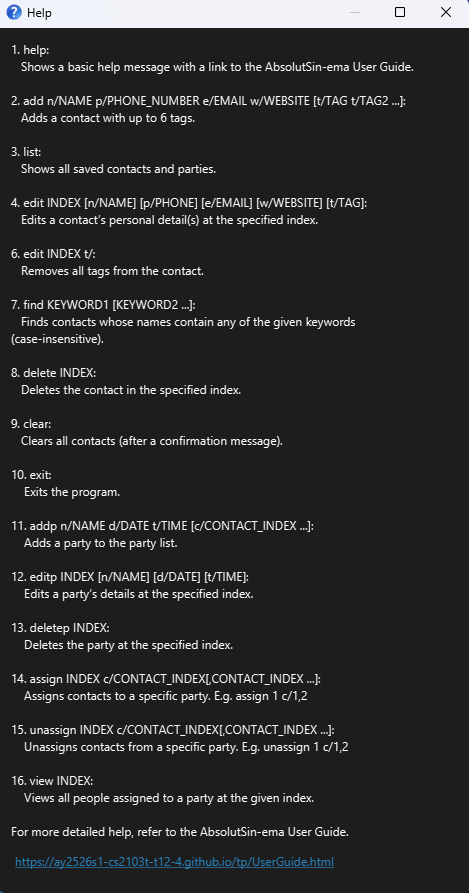 Help
1. help:
Shows a basic help message with a link to the AbsolutSin-ema User Guide.
2. add n/NAME p/PHONE_NUMBER e/EMAIL w/WEBSITE [t/TAG t/TAG2 ...]:
Adds a contact with up to 6 tags.
3. list:
Shows all saved contacts and parties.
4. edit INDEX [n/NAME] [p/PHONE] [e/EMAIL] [w/WEBSITE] [t/TAG]:
Edits a contact's personal detail(s) at the specified index.
6. edit INDEX t/:
Removes all tags from the contact.
7. find KEYWORD1 [KEYWORD2 ...]:
Finds contacts whose names contain any of the given keywords
(case-insensitive).
8. delete INDEX:
Deletes the contact in the specified index.
9. clear:
Clears all contacts (after a confirmation message).
10. exit:
Exits the program.
11. addp n/NAME d/DATE t/TIME [c/CONTACT_INDEX ...]:
Adds a party to the party list.
12. editp INDEX [n/NAME] [d/DATE] [t/TIME]:
Edits a party's details at the specified index.
13. deletep INDEX:
Deletes the party at the specified index.
14. assign INDEX c/CONTACT_INDEX[,CONTACT_INDEX ...]:
Assigns contacts to a specific party. E.g. assign 1 c/1,2
15. unassign INDEX c/CONTACT_INDEX[,CONTACT_INDEX ...]:
Unassigns contacts from a specific party. E.g. unassign 1 c/1,2
16. view INDEX:
Views all people assigned to a party at the given index.
For more detailed help, refer to the AbsolutSin-ema User Guide.
https://ay2526s1-cs2103t-t12-4.github.io/tp/UserGuide.html